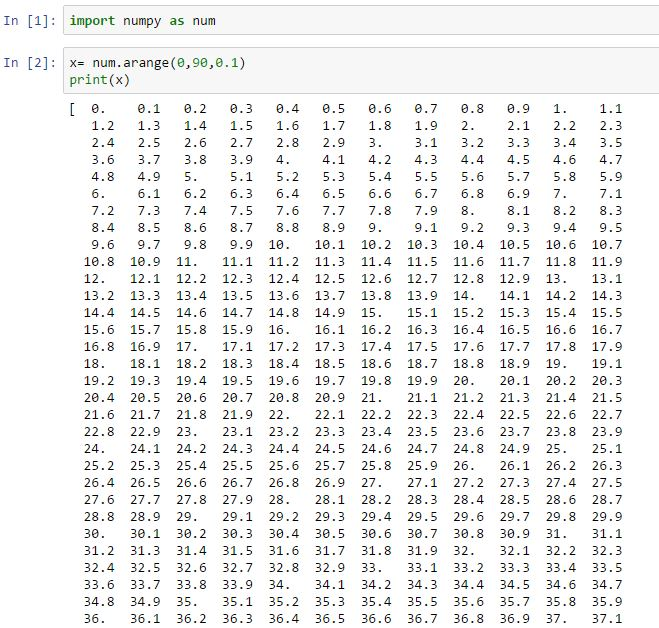 In [1]: import numpy as num
In [2]: x= num.arange(0,90,0.1)
print(x)
[ 0. 0.1 0.2 0.3 0.4 0.5 0.6 0.7 0.8 0.9 1. 1.1
1.2 1.3 1.4 1.5 1.6 1.7 1.8 1.9 2. 2.1 2.2 2.3
2.4 2.5 2.6 2.7 2.8 2.9 3. 3.1 3.2 3.3 3.4 3.5
3.6 3.7 3.8 3.9 4. 4.1 4.2 4.3 4.4 4.5 4.6 4.7
4.8 4.9 5. 5.1 5.2 5.3 5.4 5.5 5.6 5.7 5.8 5.9
6. 6.1 6.2 6.3 6.4 6.5 6.6 6.7 6.8 6.9 7. 7.1
7.2 7.3 7.4 7.5 7.6 7.7 7.8 7.9 8. 8.1 8.2 8.3
8.4 8.5 8.6 8.7 8.8 8.9 9. 9.1 9.2 9.3 9.4 9.5
9.6 9.7 9.8 9.9 10. 10.1 10.2 10.3 10.4 10.5 10.6 10.7
10.8 10.9 11. 11.1 11.2 11.3 11.4 11.5 11.6 11.7 11.8 11.9
12. 12.1 12.2 12.3 12.4 12.5 12.6 12.7 12.8 12.9 13. 13.1
13.2 13.3 13.4 13.5 13.6 13.7 13.8 13.9 14. 14.1 14.2 14.3
14.4 14.5 14.6 14.7 14.8 14.9 15. 15.1 15.2 15.3 15.4 15.5
15.6 15.7 15.8 15.9 16. 16.1 16.2 16.3 16.4 16.5 16.6 16.7
16.8 16.9 17. 17.1 17.2 17.3 17.4 17.5 17.6 17.7 17.8 17.9
18. 18.1 18.2 18.3 18.4 18.5 18.6 18.7 18.8 18.9 19. 19.1
19.2 19.3 19.4 19.5 19.6 19.7 19.8 19.9 20. 20.1 20.2 20.3
20.4 20.5 20.6 20.7 20.8 20.9 21. 21.1 21.2 21.3 21.4 21.5
21.6 21.7 21.8 21.9 22. 22.1 22.2 22.3 22.4 22.5 22.6 22.7
22.8 22.9 23. 23.1 23.2 23.3 23.4 23.5 23.6 23.7 23.8 23.9
24. 24.1 24.2 24.3 24.4 24.5 24.6 24.7 24.8 24.9 25. 25.1
25.2 25.3 25.4 25.5 25.6 25.7 25.8 25.9 26. 26.1 26.2 26.3
26.4 26.5 26.6 26.7 26.8 26.9 27. 27.1 27.2 27.3 27.4 27.5
27.6 27.7 27.8 27.9 28. 28.1 28.2 28.3 28.4 28.5 28.6 28.7
28.8 28.9 29. 29.1 29.2 29.3 29.4 29.5 29.6 29.7 29.8 29.9
30. 30.1 30.2 30.3 30.4 30.5 30.6 30.7 30.8 30.9 31. 31.1
31.2 31.3 31.4 31.5 31.6 31.7 31.8 31.9 32. 32.1 32.2 32.3
32.4 32.5 32.6 32.7 32.8 32.9 33. 33.1 33.2 33.3 33.4 33.5
33.6 33.7 33.8 33.9 34. 34.1 34.2 34.3 34.4 34.5 34.6 34.7
34.8 34.9 35. 35.1 35.2 35.3 35.4 35.5 35.6 35.7 35.8 35.9
36. 36.1 36.2 36.3 36.4 36.5 36.6 36.7 36.8 36.9 37. 37.1